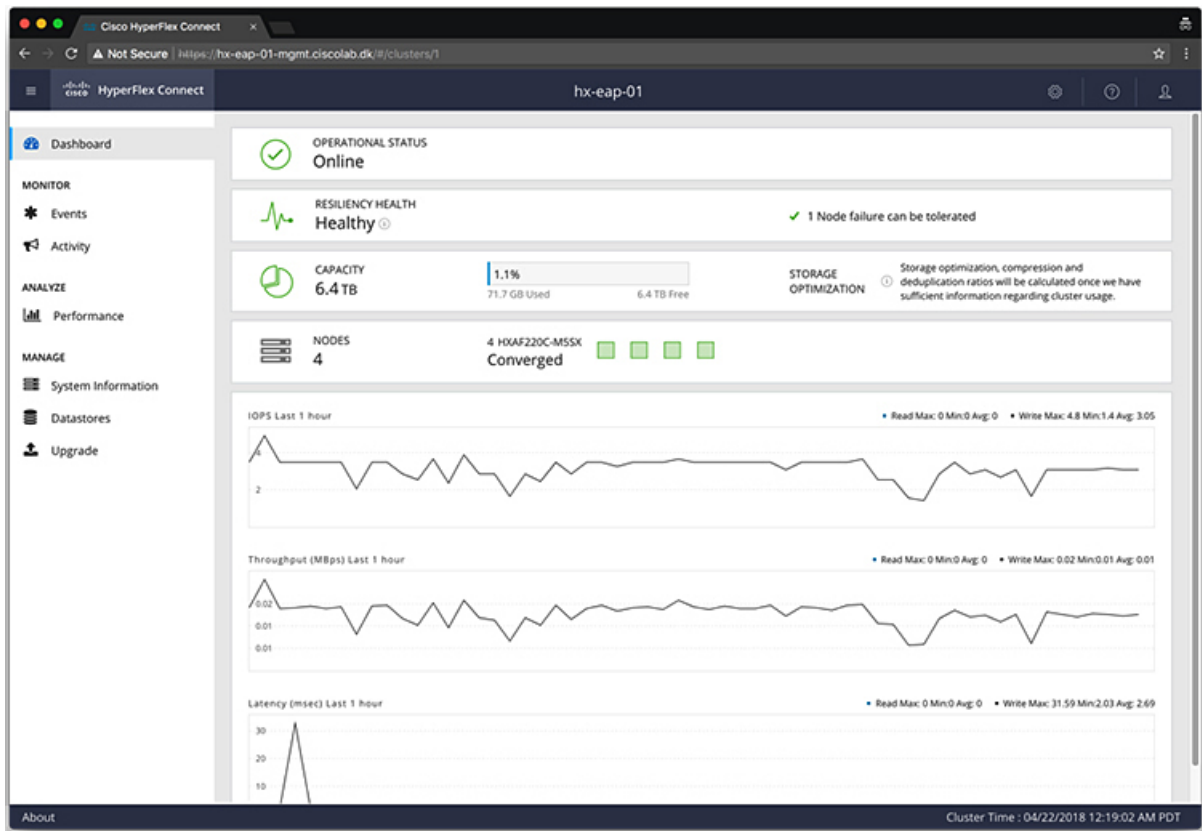 Cisco HyperFlex Connect
Not Secure | https://hx-eap-01-mgmt.ciscolab.dk/#/clusters/1
CISCO HyperFlex Connect
hx-eap-01
Dashboard
MONITOR
Events
Activity
ANALYZE
Performance
MANAGE
System Information
Datastores
Upgrade
OPERATIONAL STATUS
Online
RESILIENCY HEALTH
Healthy
1 Node failure can be tolerated
CAPACITY
6.4 TB
1.1%
71.7 GB Used 6.4 TB Free
STORAGE
OPTIMIZATION
Storage optimization, compression and
deduplication ratios will be calculated once we have
sufficient information regarding cluster usage.
NODES
4
4 HXAF220C-M5SX
Converged
IOPS Last 1 hour
Read Max: 0 Min:0 Avg: 0 Write Max: 4.8 Min:1.4 Avg: 3.05
4
2
Throughput (MBps) Last 1 hour
Read Max: 0 Min:0 Avg: 0 Write Max: 0.02 Min:0.01 Avg: 0.01
0.02
0.01
0.01
Latency (msec) Last 1 hour
Read Max: 0 Min:0 Avg: 0 Write Max: 31.59 Min:2.03 Avg: 2.69
30
20
10
About
Cluster Time : 04/22/2018 12:19:02 AM PDT